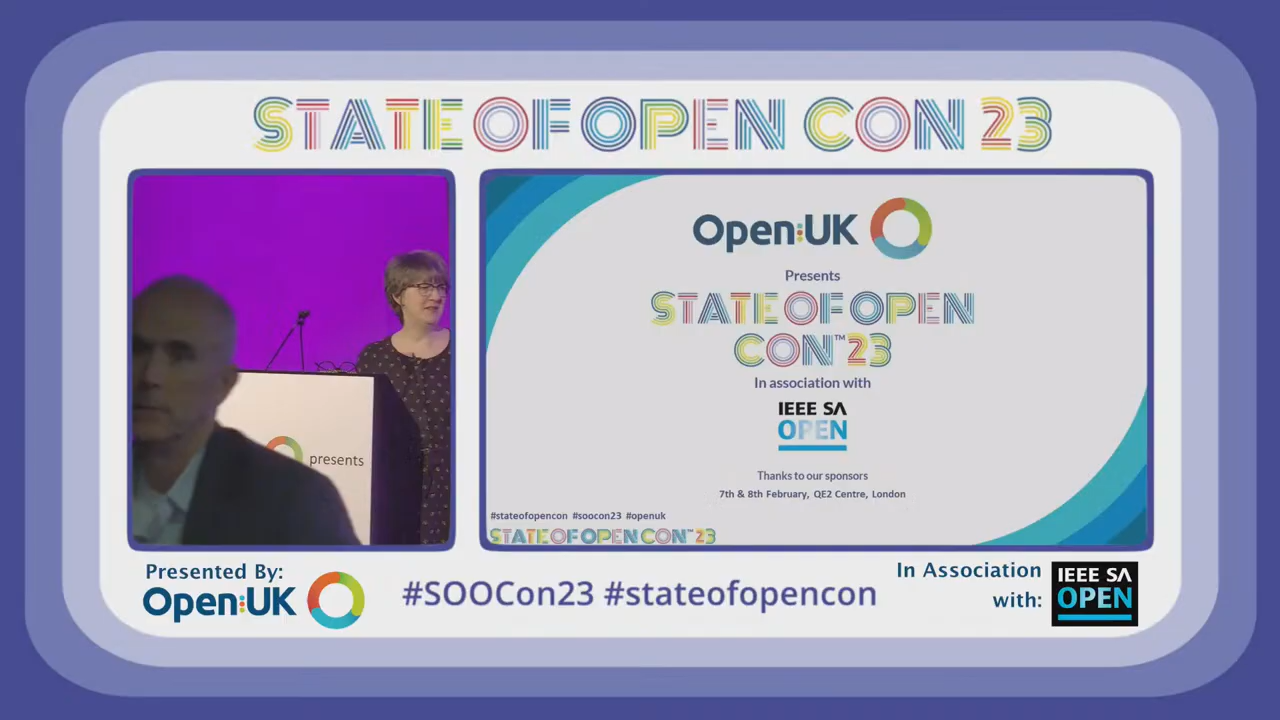 STATE OF OPEN CON 23
presents
Open:UK
Presents
STATE OF OPEN
CON™ 23
In association with
IEEE SA
OPEN
Thanks to our sponsors
7th & 8th February, QE2 Centre, London
#stateofopencon #soocon23 #openuk
STATE OF OPEN CON™ 23
Presented By:
Open:UK
#SOOCon23 #stateofopencon
In Association
with:
IEEE SA
OPEN